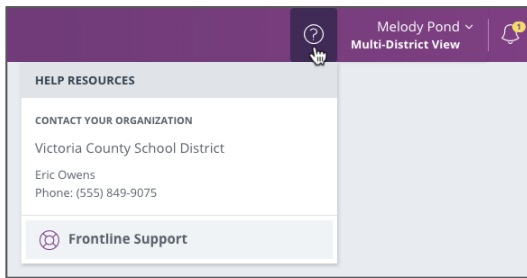 Melody Pond
Multi-District View
1
HELP RESOURCES
CONTACT YOUR ORGANIZATION
Victoria County School District
Eric Owens
Phone: (555) 849-9075
Frontline Support